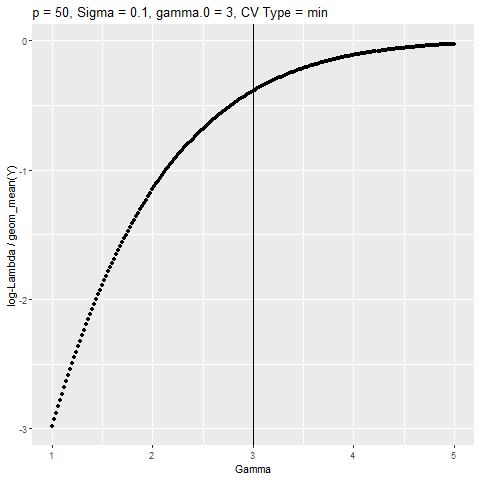 p = 50, Sigma = 0.1, gamma.0 = 3, CV Type = min
log-Lambda / geom_mean(Y)
0
-1
-2
-3
1 2 3 4 5
Gamma